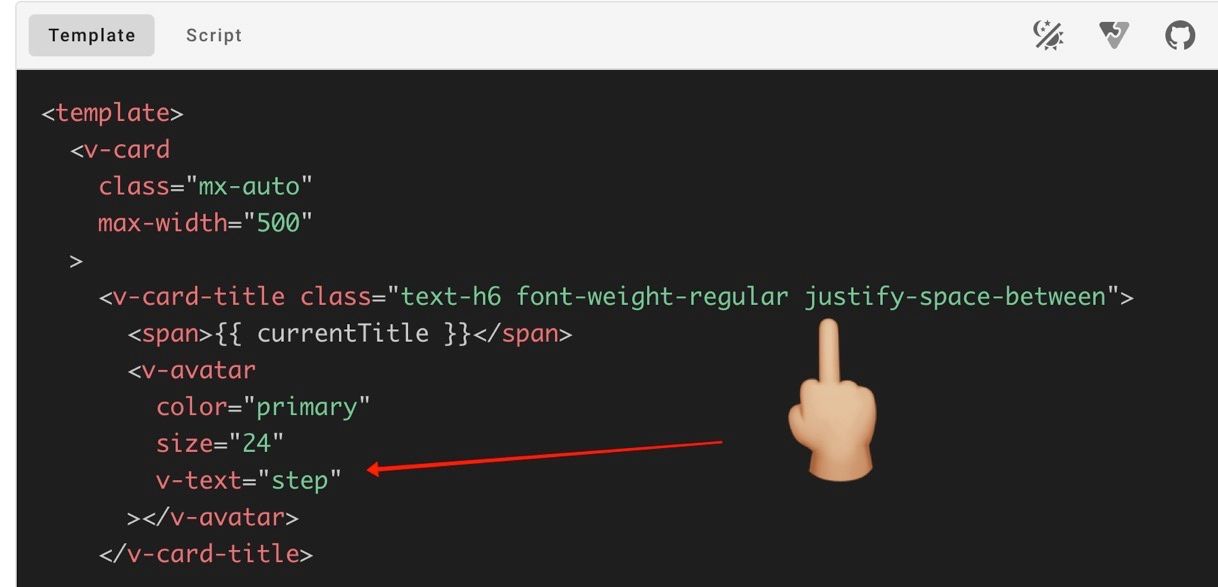 Template Script
<template>
<v-card
class="mx-auto"
max-width="500"
>
<v-card-title class="text-h6 font-weight-regular justify-space-between">
<span>{{ currentTitle }}</span>
<v-avatar
color="primary"
size="24"
v-text="step"
></v-avatar>
</v-card-title>